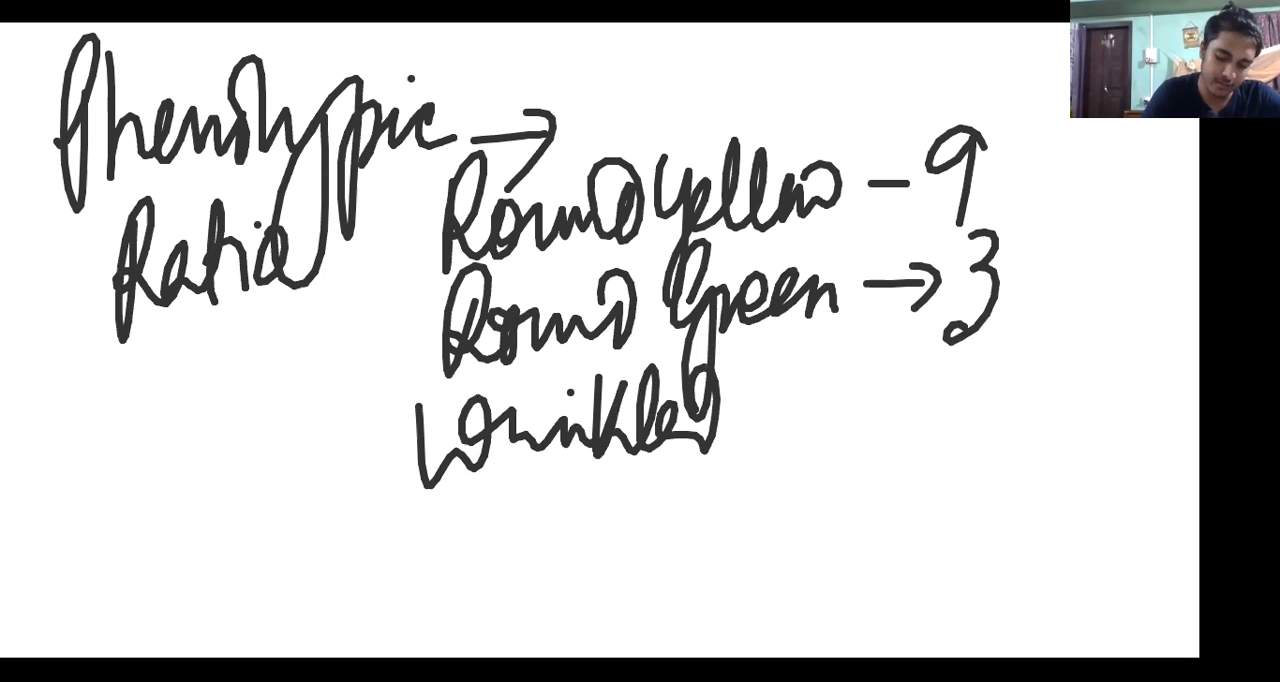 Phenotypic →
Ratio
Round yellow - 9
Round Green → 3
Wrinkled